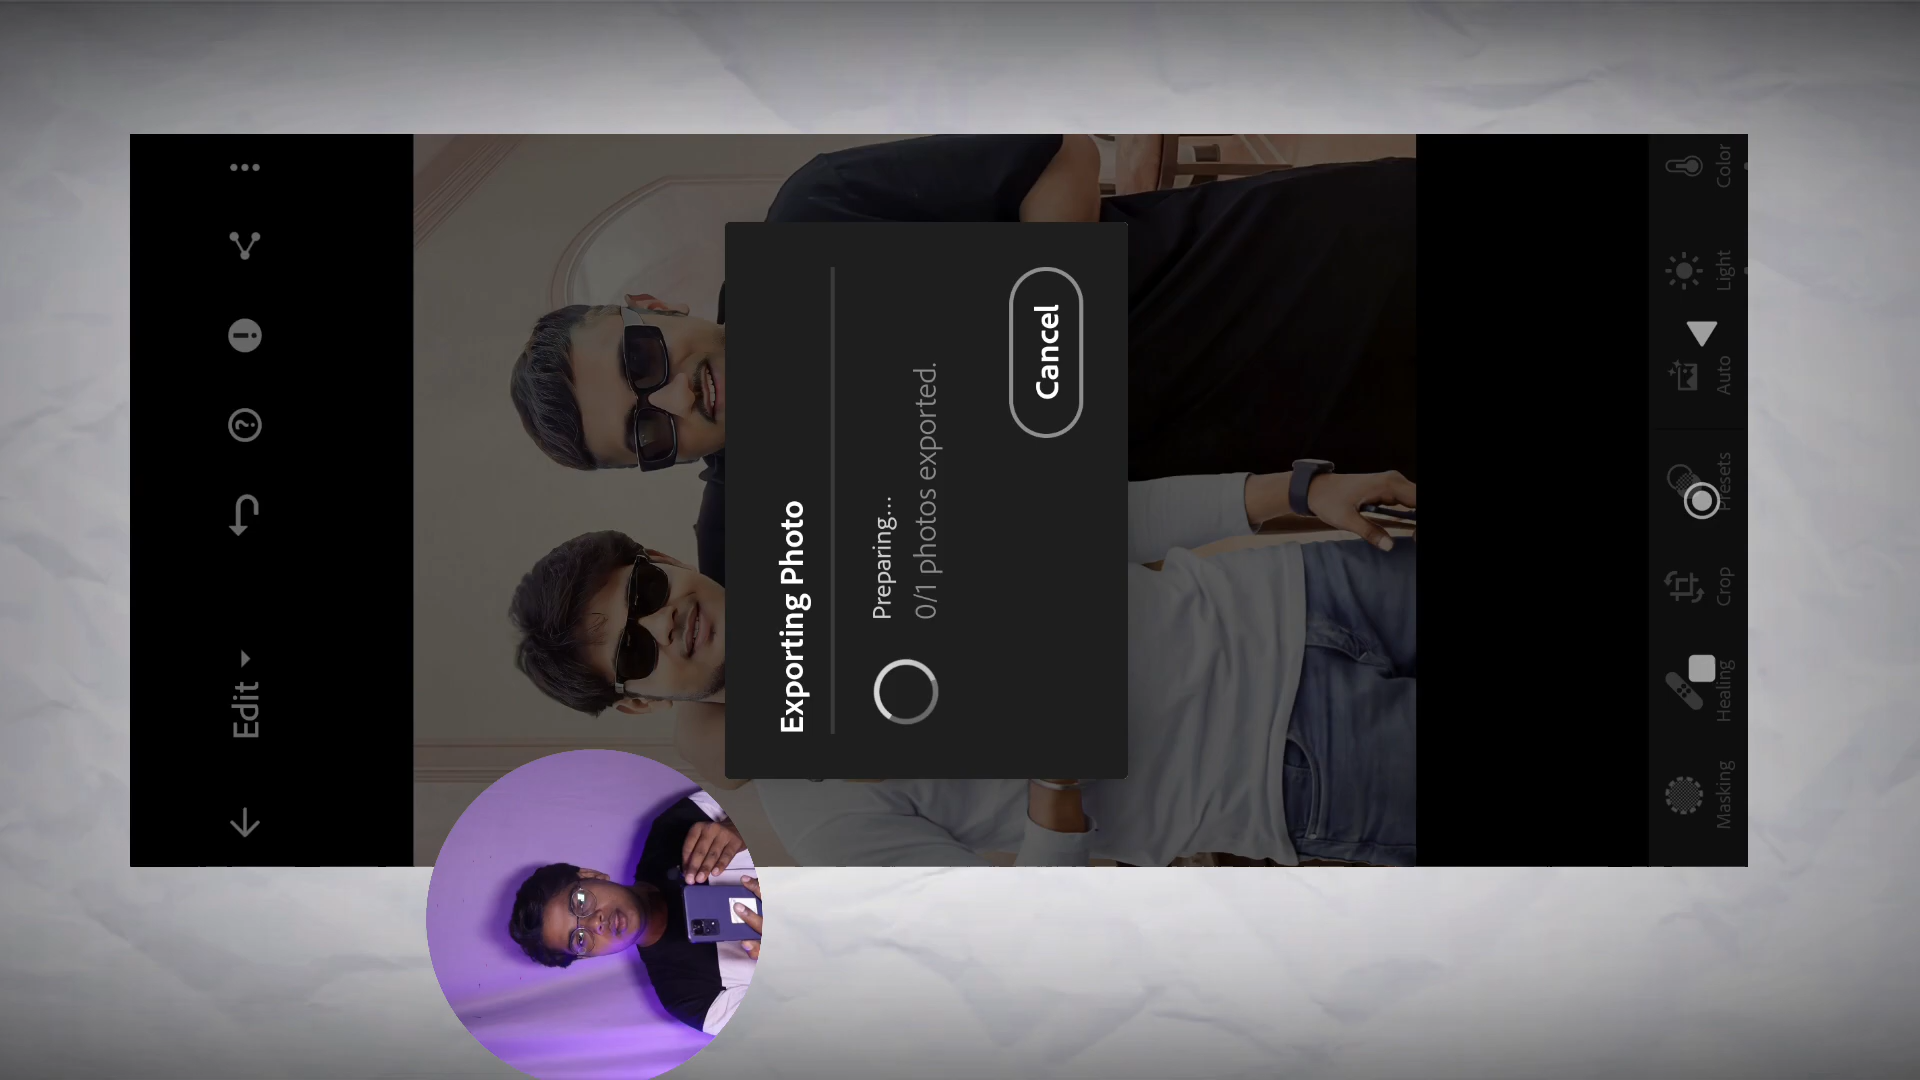 Edit
Exporting Photo
Preparing...
0/1 photos exported.
Cancel
Masking
Healing
Crop
Presets
Auto
Light
Color